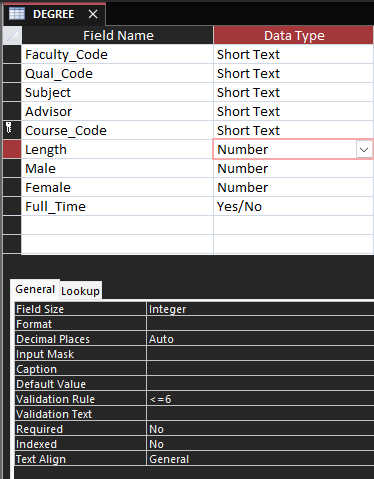 DEGREE
Field Name Data Type
Faculty_Code Short Text
Qual_Code Short Text
Subject Short Text
Advisor Short Text
Course_Code Short Text
Length Number
Male Number
Female Number
Full_Time Yes/No
General Lookup
Field Size Integer
Format
Decimal Places Auto
Input Mask
Caption
Default Value
Validation Rule <=6
Validation Text
Required No
Indexed No
Text Align General